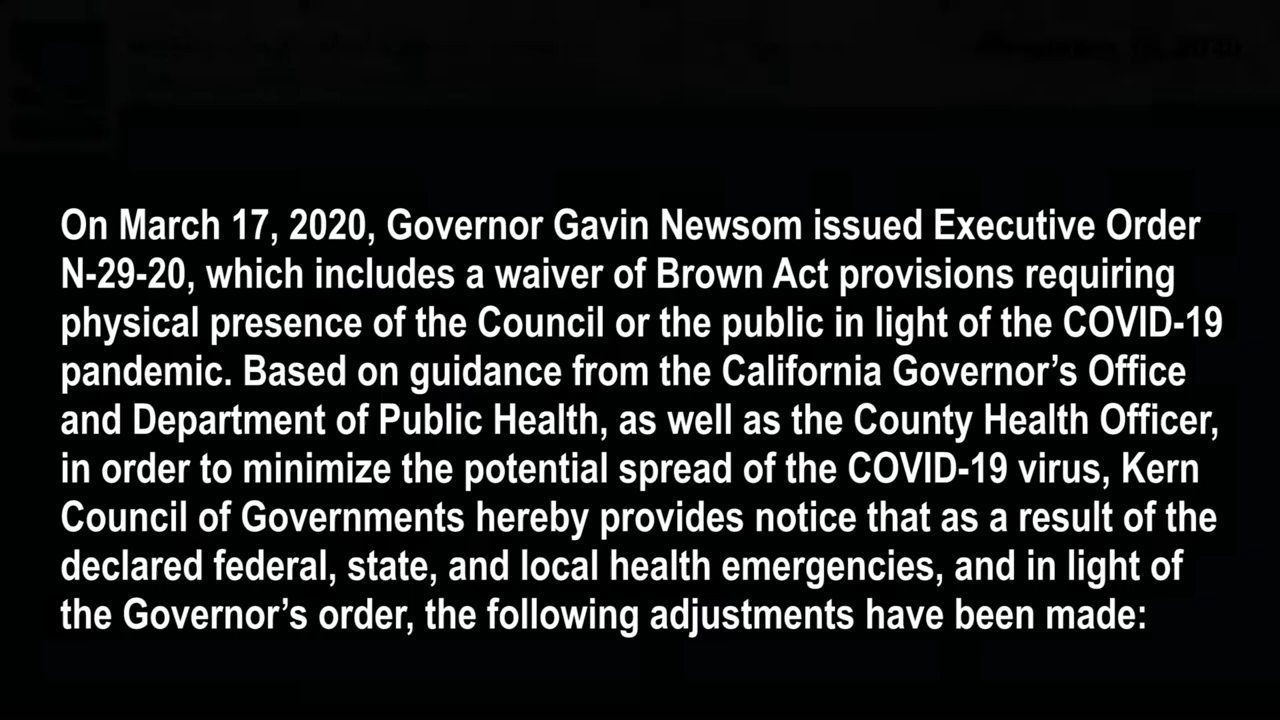 On March 17, 2020, Governor Gavin Newsom issued Executive Order
N-29-20, which includes a waiver of Brown Act provisions requiring
physical presence of the Council or the public in light of the COVID-19
pandemic. Based on guidance from the California Governor’s Office
and Department of Public Health, as well as the County Health Officer,
in order to minimize the potential spread of the COVID-19 virus, Kern
Council of Governments hereby provides notice that as a result of the
declared federal, state, and local health emergencies, and in light of
the Governor’s order, the following adjustments have been made: